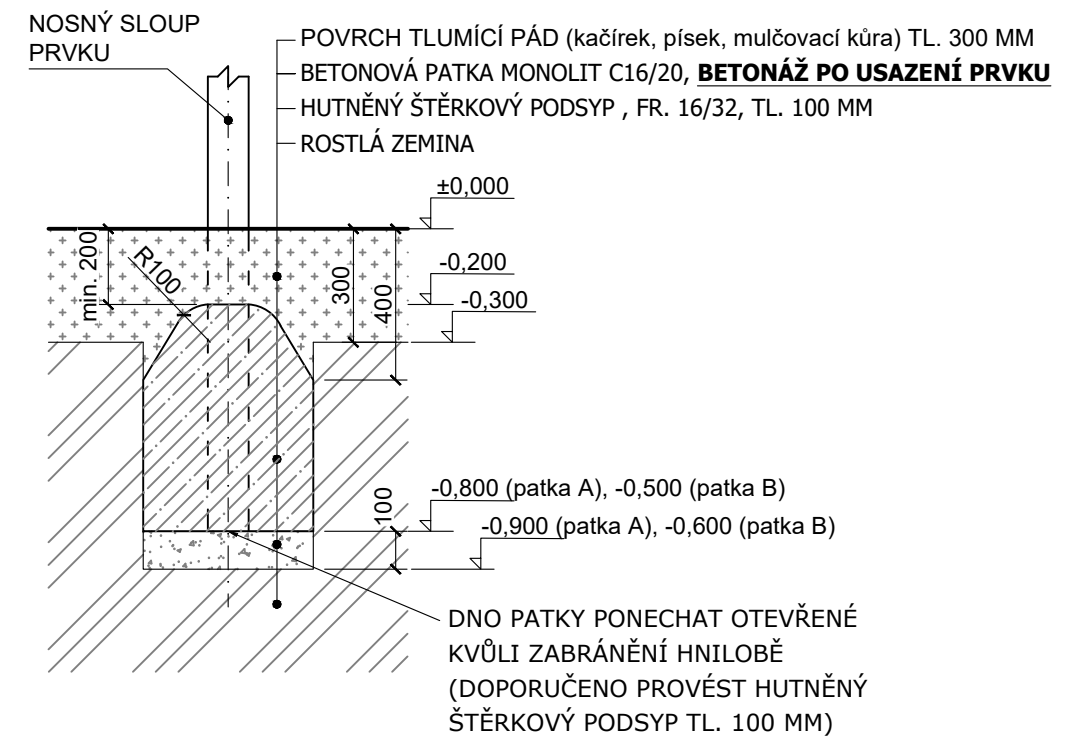 NOSNÝ SLOUP
PRVKU
POVRCH TLUMÍCÍ PÁD (kačírek, písek, mulčovací kůra) TL. 300 MM
BETONOVÁ PATKA MONOLIT C16/20, BETONÁŽ PO USAZENÍ PRVKU
HUTNĚNÝ ŠTĚRKOVÝ PODSYP , FR. 16/32, TL. 100 MM
ROSTLÁ ZEMINA
±0,000
min. 200
R100
300
400
-0,200
-0,300
100
-0,800 (patka A), -0,500 (patka B)
-0,900 (patka A), -0,600 (patka B)
DNO PATKY PONECHAT OTEVŘENÉ
KVŮLI ZABRÁNĚNÍ HNILOBĚ
(DOPORUČENO PROVÉST HUTNĚNÝ
ŠTĚRKOVÝ PODSYP TL. 100 MM)